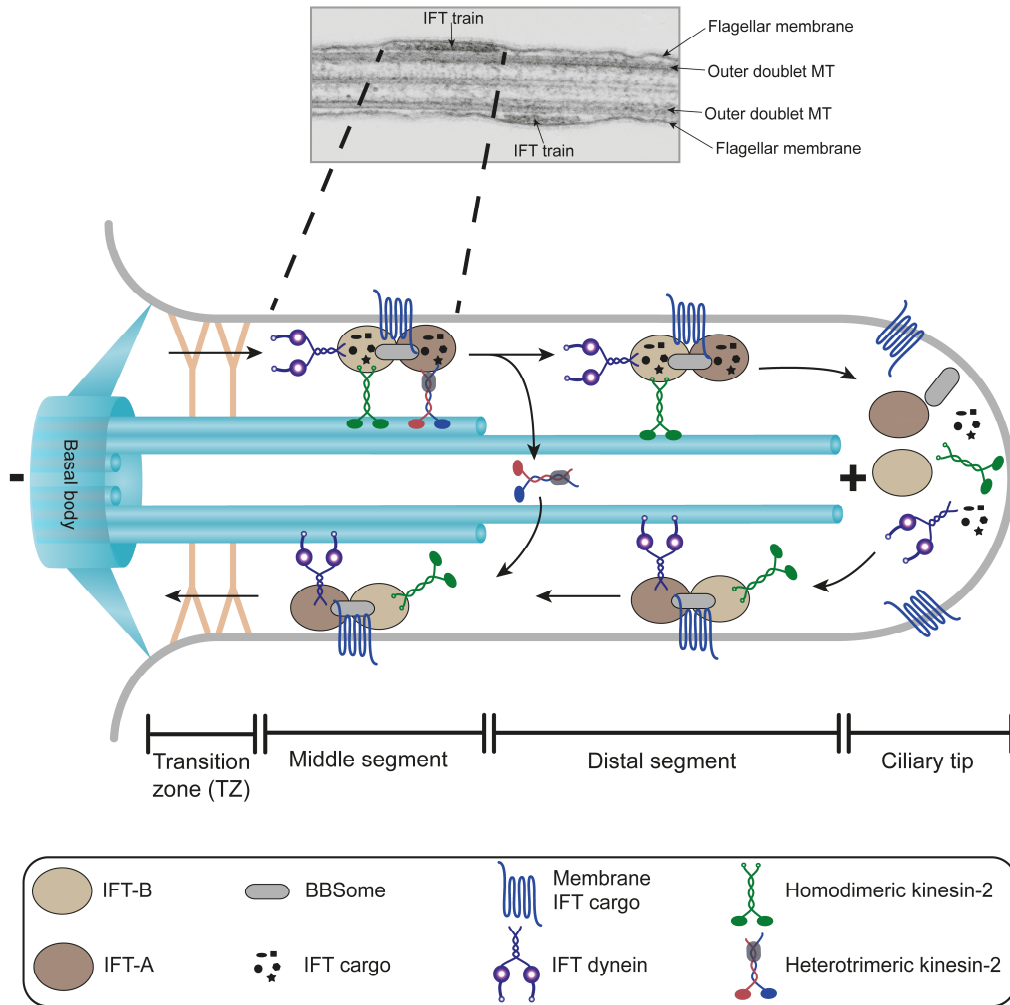 IFT train
Flagellar membrane
Outer doublet MT
Outer doublet MT
IFT train
Flagellar membrane
Basal body
-
+
Transition
zone (TZ)
Middle segment
Distal segment
Ciliary tip
IFT-B
BBSome
Membrane
IFT cargo
Homodimeric kinesin-2
IFT-A
IFT cargo
IFT dynein
Heterotrimeric kinesin-2